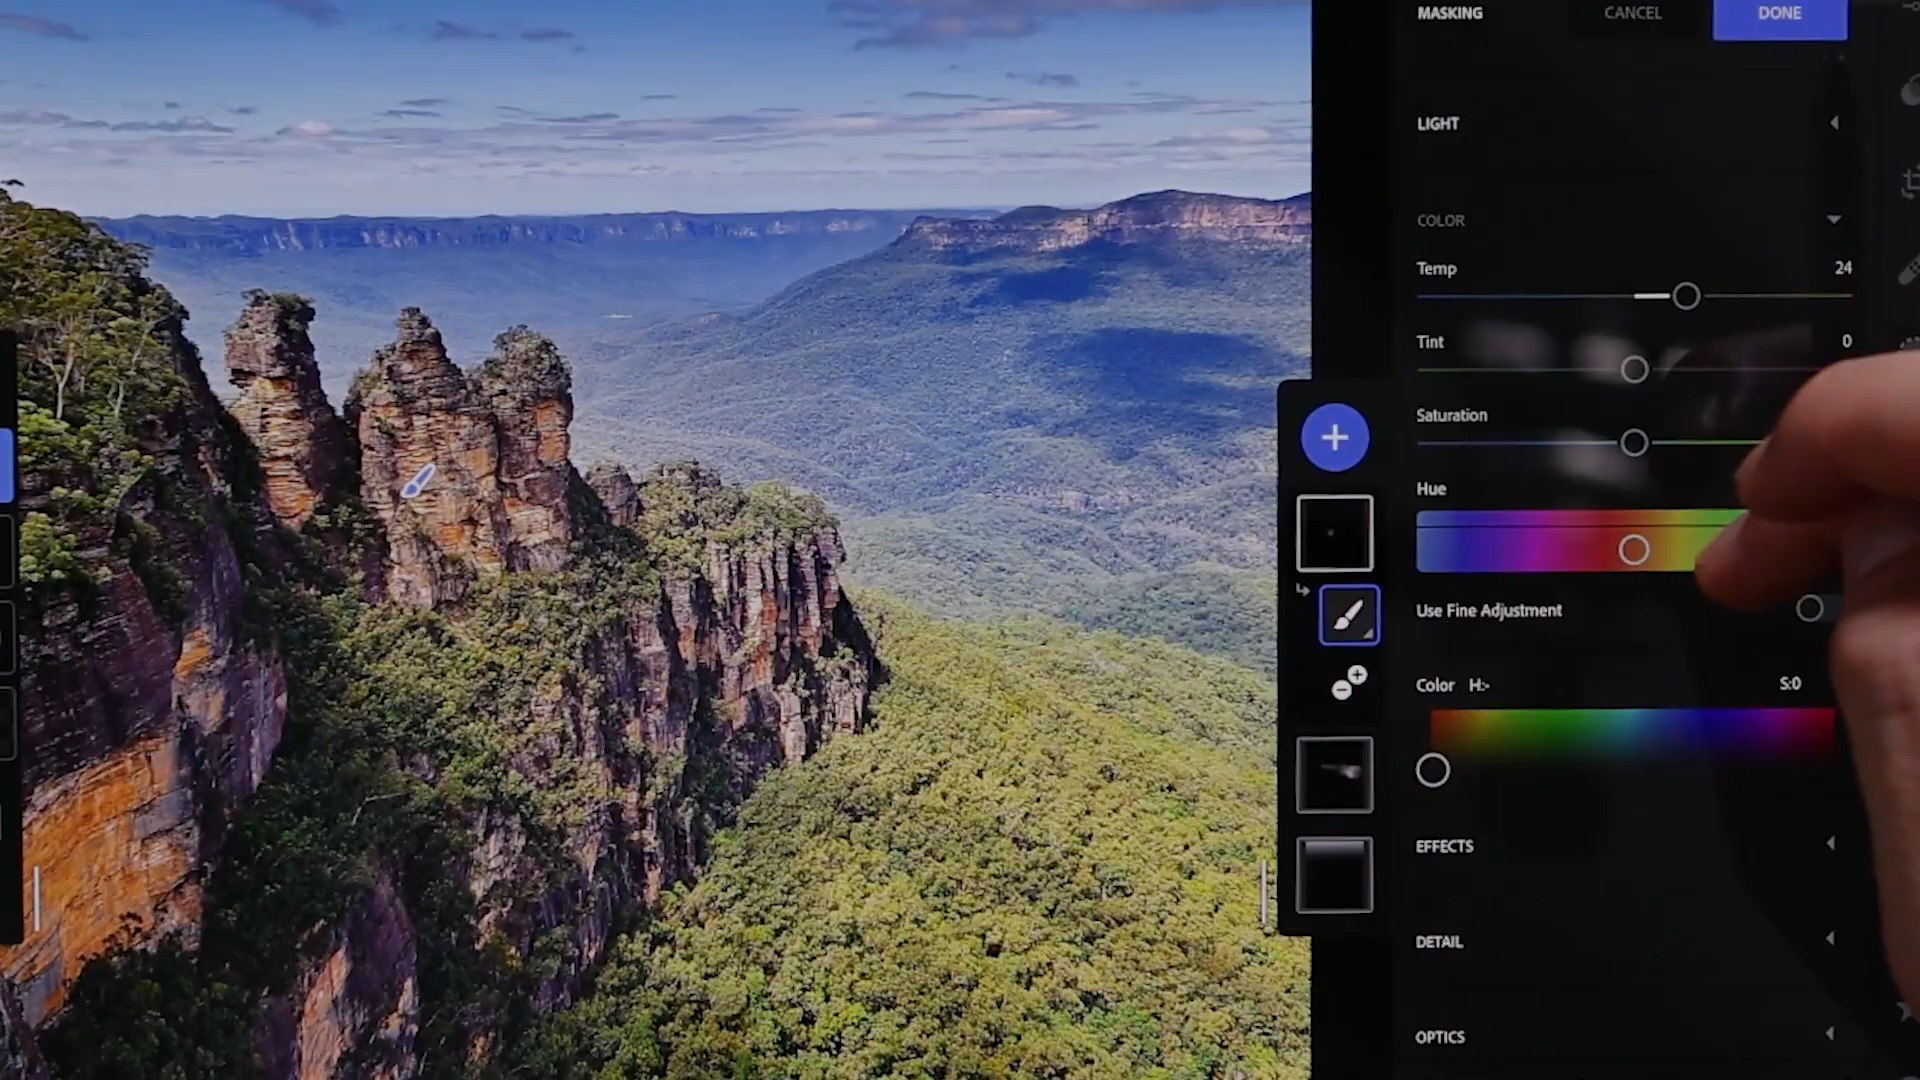 MASKING CANCEL DONE
LIGHT
COLOR
Temp 24
Tint 0
Saturation
Hue
Use Fine Adjustment
Color H:- S:0
EFFECTS
DETAIL
OPTICS